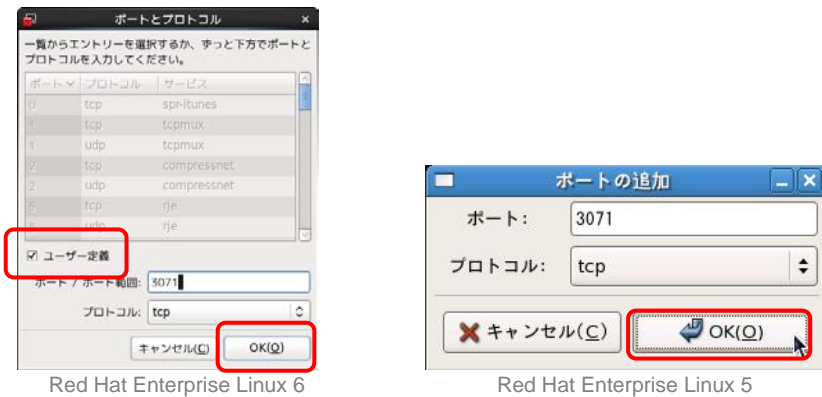 ポートとプロトコル
一覧からエントリーを選択するか、ずっと下方でポートと
プロトコルを入力してください。
ポート プロトコル サービス
0 tcp spr-itunes
1 tcp tcpmux
1 udp tcpmux
2 tcp compressnet
2 udp compressnet
5 tcp rje
5 udp rje
ユーザー定義
ポート / ポート範囲: 3071
プロトコル: tcp
キャンセル(C) OK(O)
Red Hat Enterprise Linux 6
ポートの追加
ポート: 3071
プロトコル: tcp
キャンセル(C) OK(O)
Red Hat Enterprise Linux 5